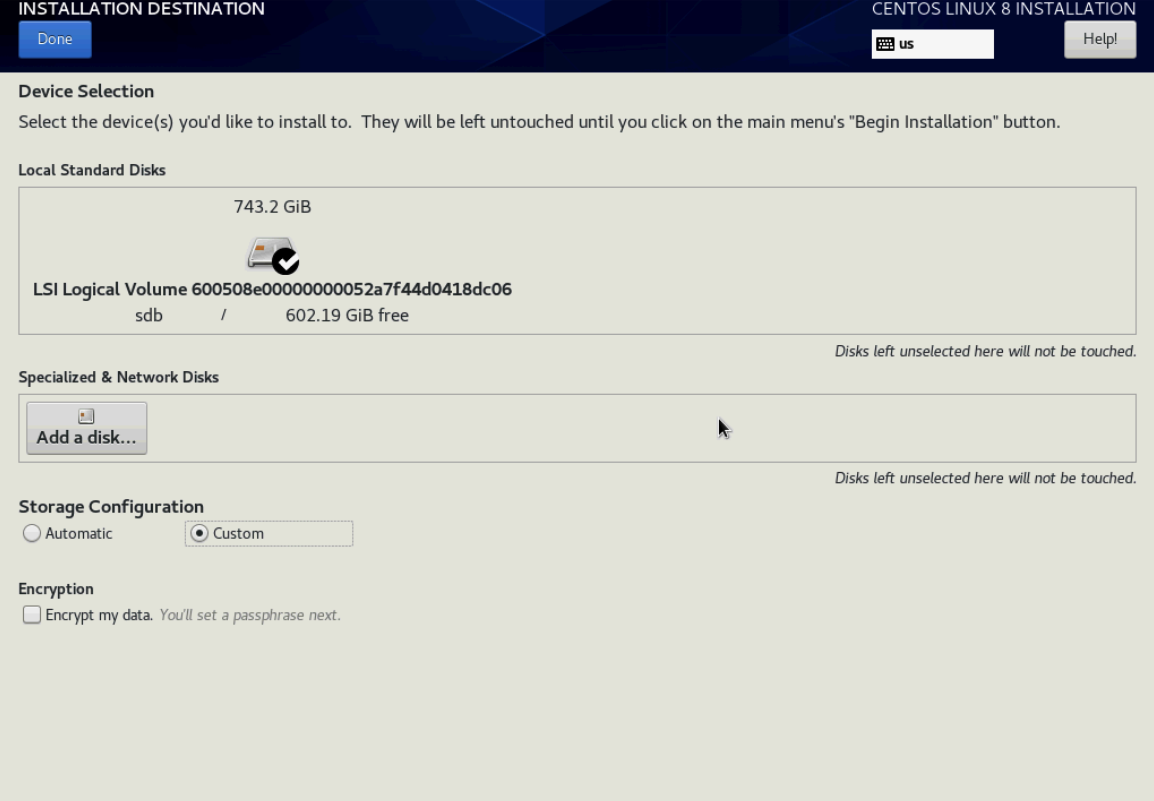 INSTALLATION DESTINATION
CENTOS LINUX 8 INSTALLATION
Done
us
Help!
Device Selection
Select the device(s) you'd like to install to.  They will be left untouched until you click on the main menu's "Begin Installation" button.
Local Standard Disks
743.2 GiB
LSI Logical Volume 600508e00000000052a7f44d0418dc06
sdb / 602.19 GiB free
Disks left unselected here will not be touched.
Specialized & Network Disks
Add a disk...
Disks left unselected here will not be touched.
Storage Configuration
Automatic
Custom
Encryption
Encrypt my data. You'll set a passphrase next.